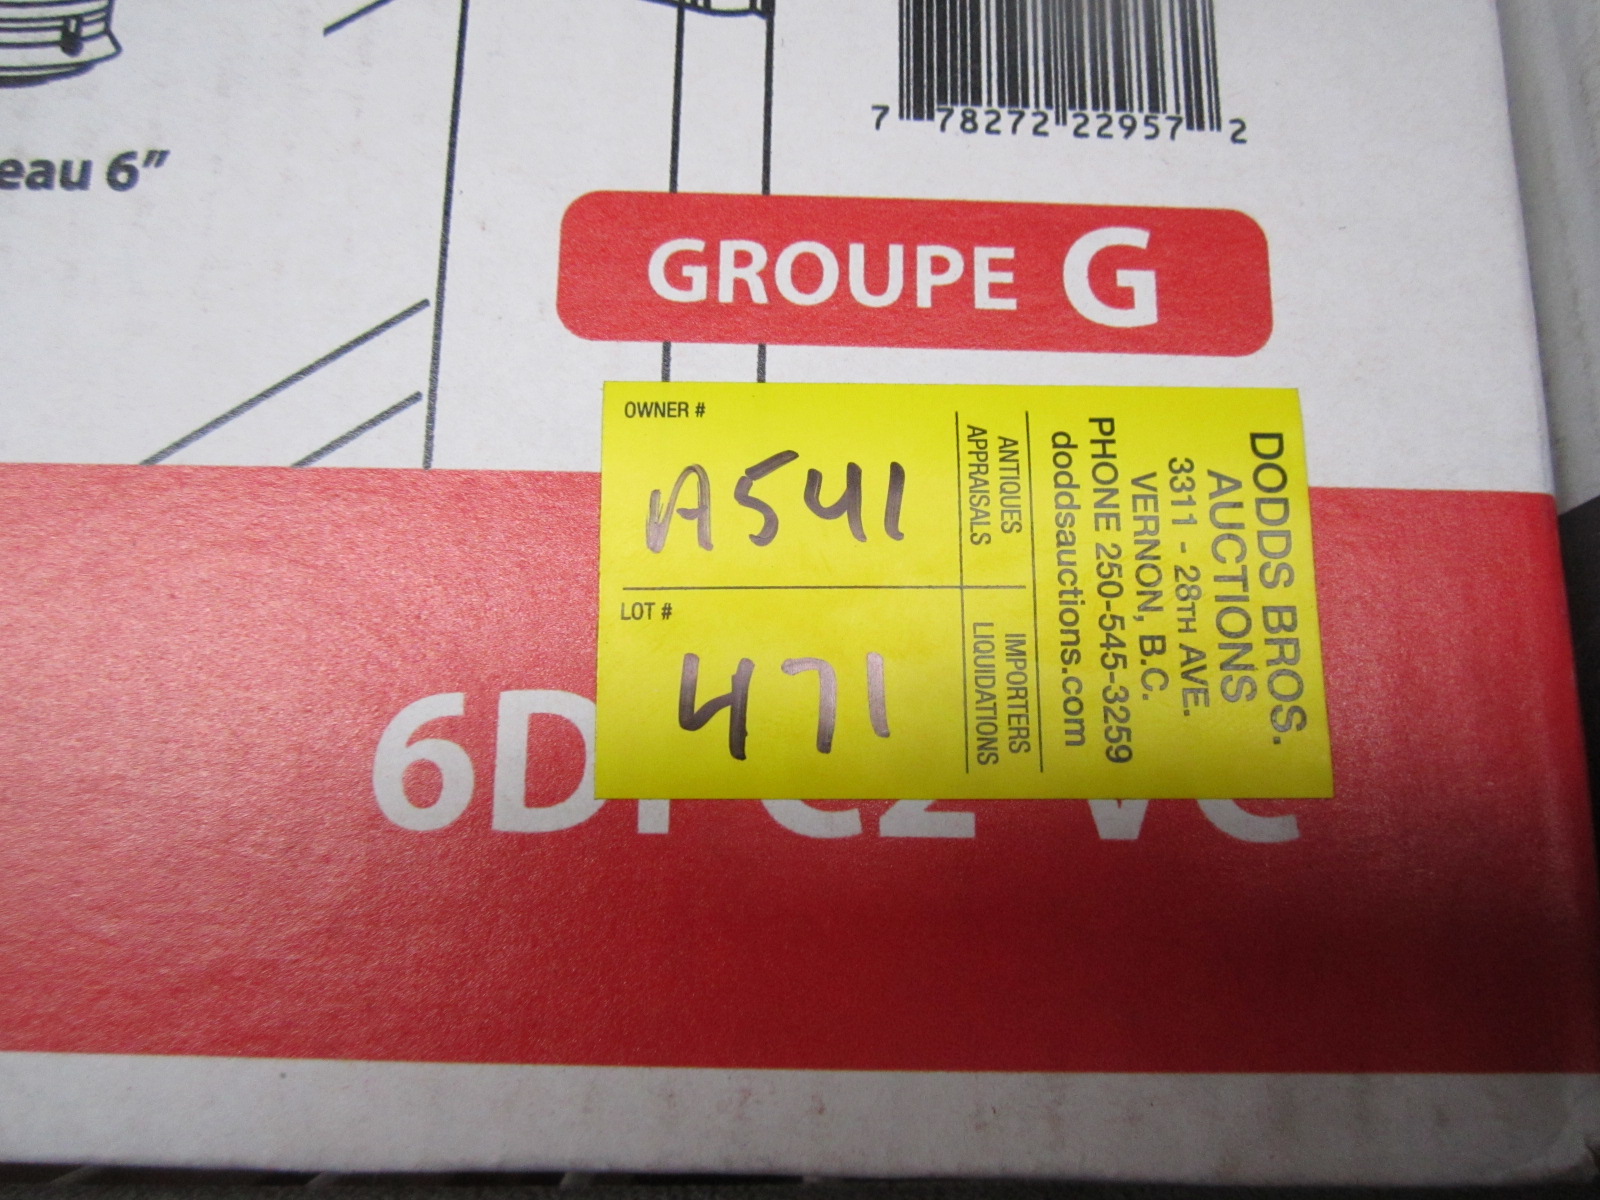 7 78272 22957 2
eau 6"
GROUPE G
OWNER #
A541
LOT #
471
DODDS BROS.
AUCTIONS
3311 - 28TH AVE.
VERNON, B.C.
PHONE 250-545-3259
doddsauctions.com
ANTIQUES
APPRAISALS
IMPORTERS
LIQUIDATIONS